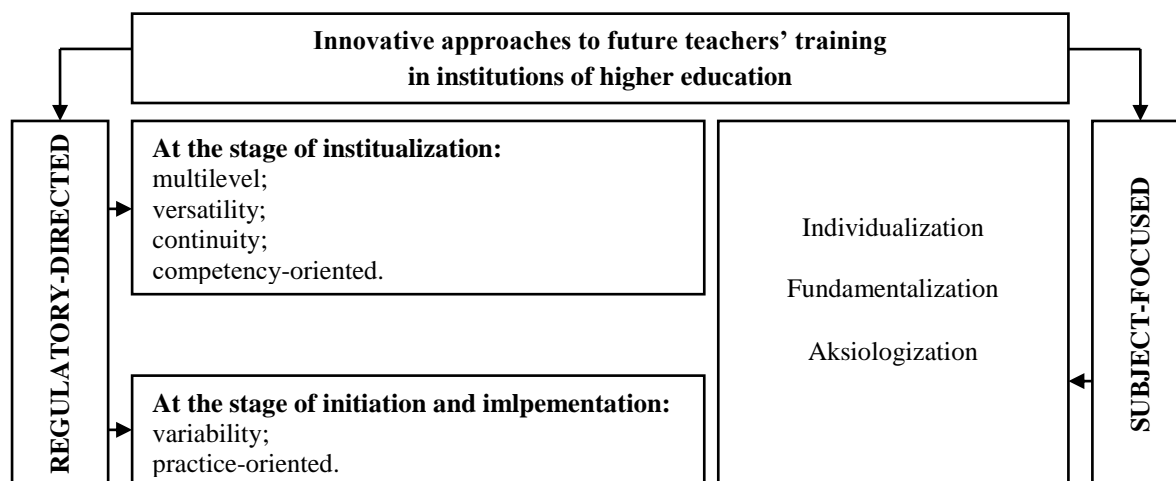 Innovative approaches to future teachers’ training
in institutions of higher education
REGULATORY-DIRECTED
At the stage of institualization:
multilevel;
versatility;
continuity;
competency-oriented.
At the stage of initiation and imlpementation:
variability;
practice-oriented.
Individualization
Fundamentalization
Aksiologization
SUBJECT-FOCUSED